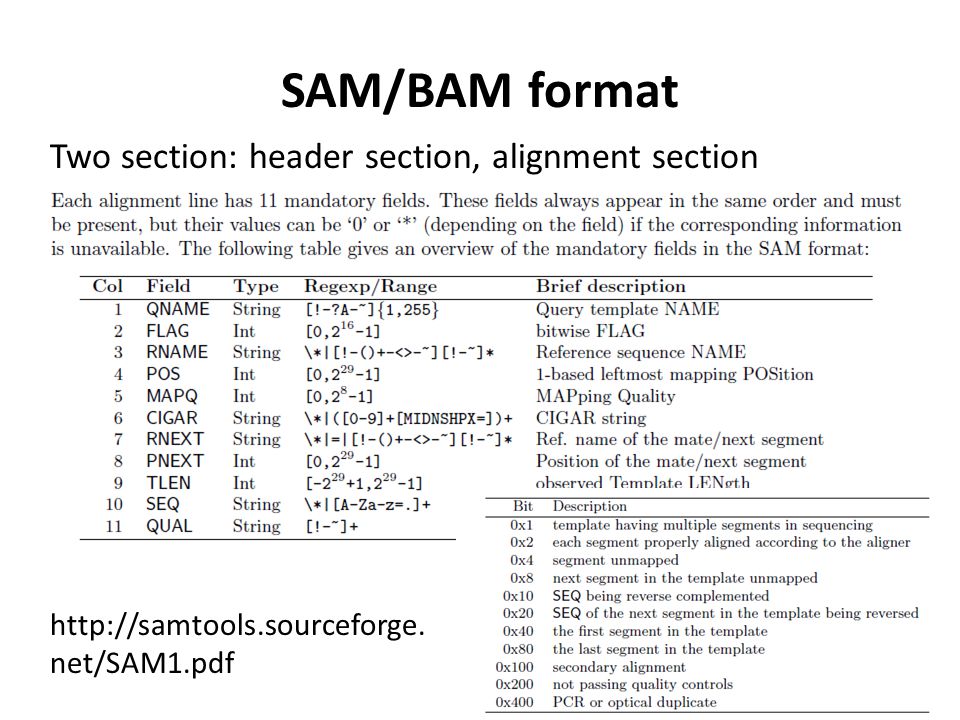 SAM/BAM format
Two section: header section, alignment section
Each alignment line has 11 mandatory fields. These fields always appear in the same order and must
be present, but their values can be ‘0’ or ‘*’ (depending on the field) if the corresponding information
is unavailable. The following table gives an overview of the mandatory fields in the SAM format:
Col Field Type Regexp/Range Brief description
1 QNAME String [!-?A-~]{1,255} Query template NAME
2 FLAG Int [0,2^16-1] bitwise FLAG
3 RNAME String \*|[!-()+-<>-~][!-~]* Reference sequence NAME
4 POS Int [0,2^29-1] 1-based leftmost mapping POSition
5 MAPQ Int [0,2^8-1] MAPping Quality
6 CIGAR String \*|([0-9]+[MIDNSHPX=])+ CIGAR string
7 RNEXT String \*|=|[!-()+-<>-~][!-~]* Ref. name of the mate/next segment
8 PNEXT Int [0,2^29-1] Position of the mate/next segment
9 TLEN Int [-2^29+1,2^29-1] observed Template LENgth
10 SEQ String \*|[A-Za-z=.]+
11 QUAL String [!-~]+
Bit Description
0x1 template having multiple segments in sequencing
0x2 each segment properly aligned according to the aligner
0x4 segment unmapped
0x8 next segment in the template unmapped
0x10 SEQ being reverse complemented
0x20 SEQ of the next segment in the template being reversed
0x40 the first segment in the template
0x80 the last segment in the template
0x100 secondary alignment
0x200 not passing quality controls
0x400 PCR or optical duplicate
http://samtools.sourceforge.
net/SAM1.pdf